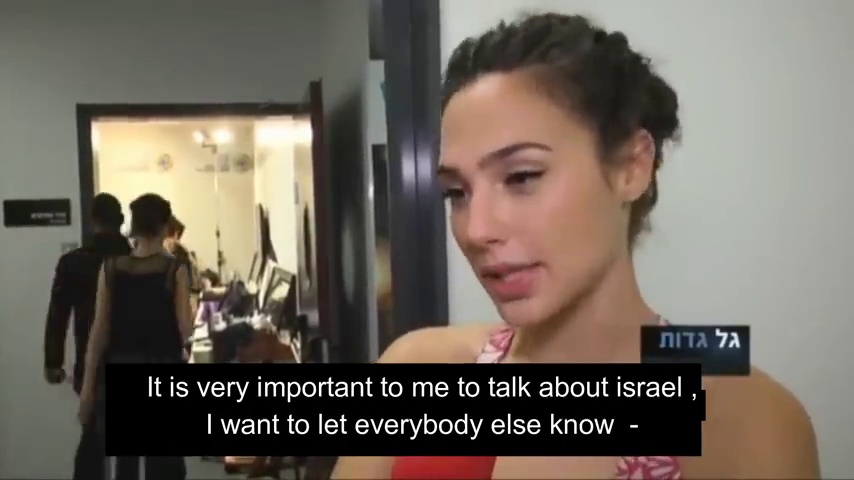 גל גדות
It is very important to me to talk about israel ,
I want to let everybody else know -